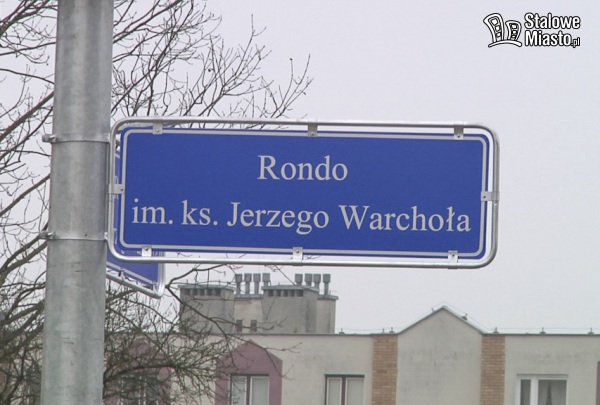 Stalowe
Miasto.pl
Rondo
im. ks. Jerzego Warchoła